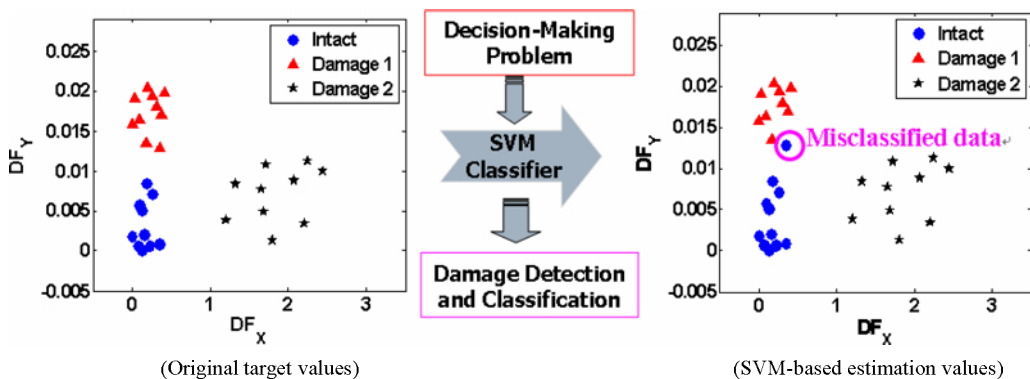 0.025
0.02
0.015
0.01
0.005
0
-0.005
DF_Y
0 1 2 3
DF_X
Intact
Damage 1
Damage 2
(Original target values)
Decision-Making
Problem
SVM
Classifier
Damage Detection
and Classification
0.025
0.02
0.015
0.01
0.005
0
-0.005
DF_Y
0 1 2 3
DF_X
Intact
Damage 1
Damage 2
Misclassified data
(SVM-based estimation values)